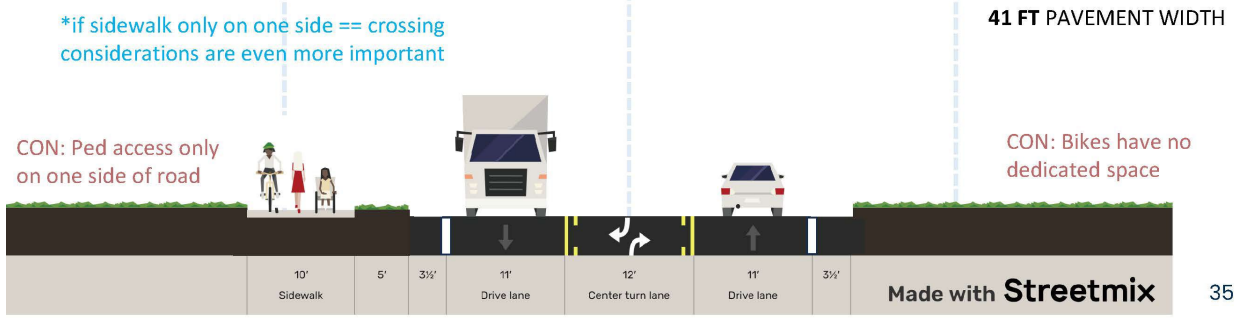 *if sidewalk only on one side == crossing
considerations are even more important
41 FT PAVEMENT WIDTH
CON: Ped access only
on one side of road
CON: Bikes have no
dedicated space
10' 5' 3½' 11' 12' 11' 3½'
Sidewalk Drive lane Center turn lane Drive lane
Made with Streetmix
35